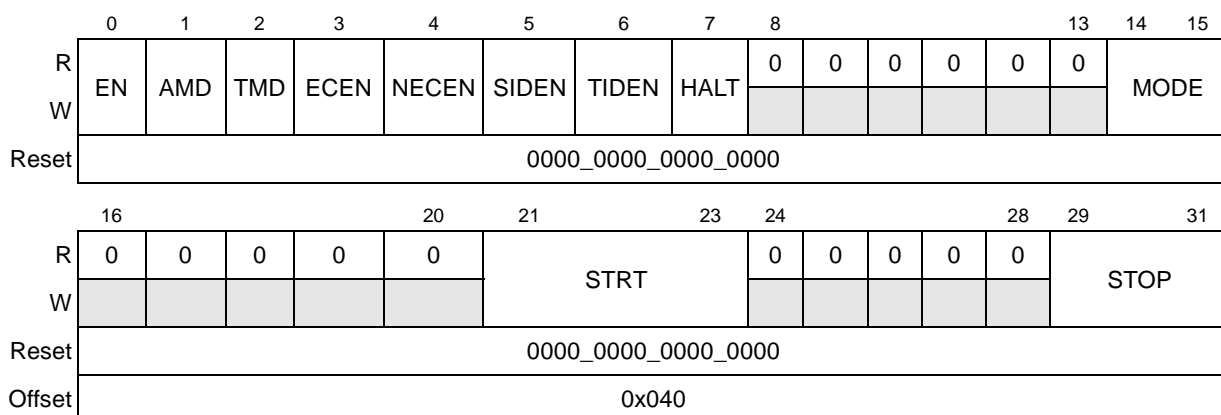 0 1 2 3 4 5 6 7 8 13 14 15
R EN AMD TMD ECEN NECEN SIDEN TIDEN HALT 0 0 0 0 0 0 MODE
W
Reset 0000_0000_0000_0000
16 20 21 23 24 28 29 31
R 0 0 0 0 0 STRT 0 0 0 0 0 STOP
W
Reset 0000_0000_0000_0000
Offset 0x040